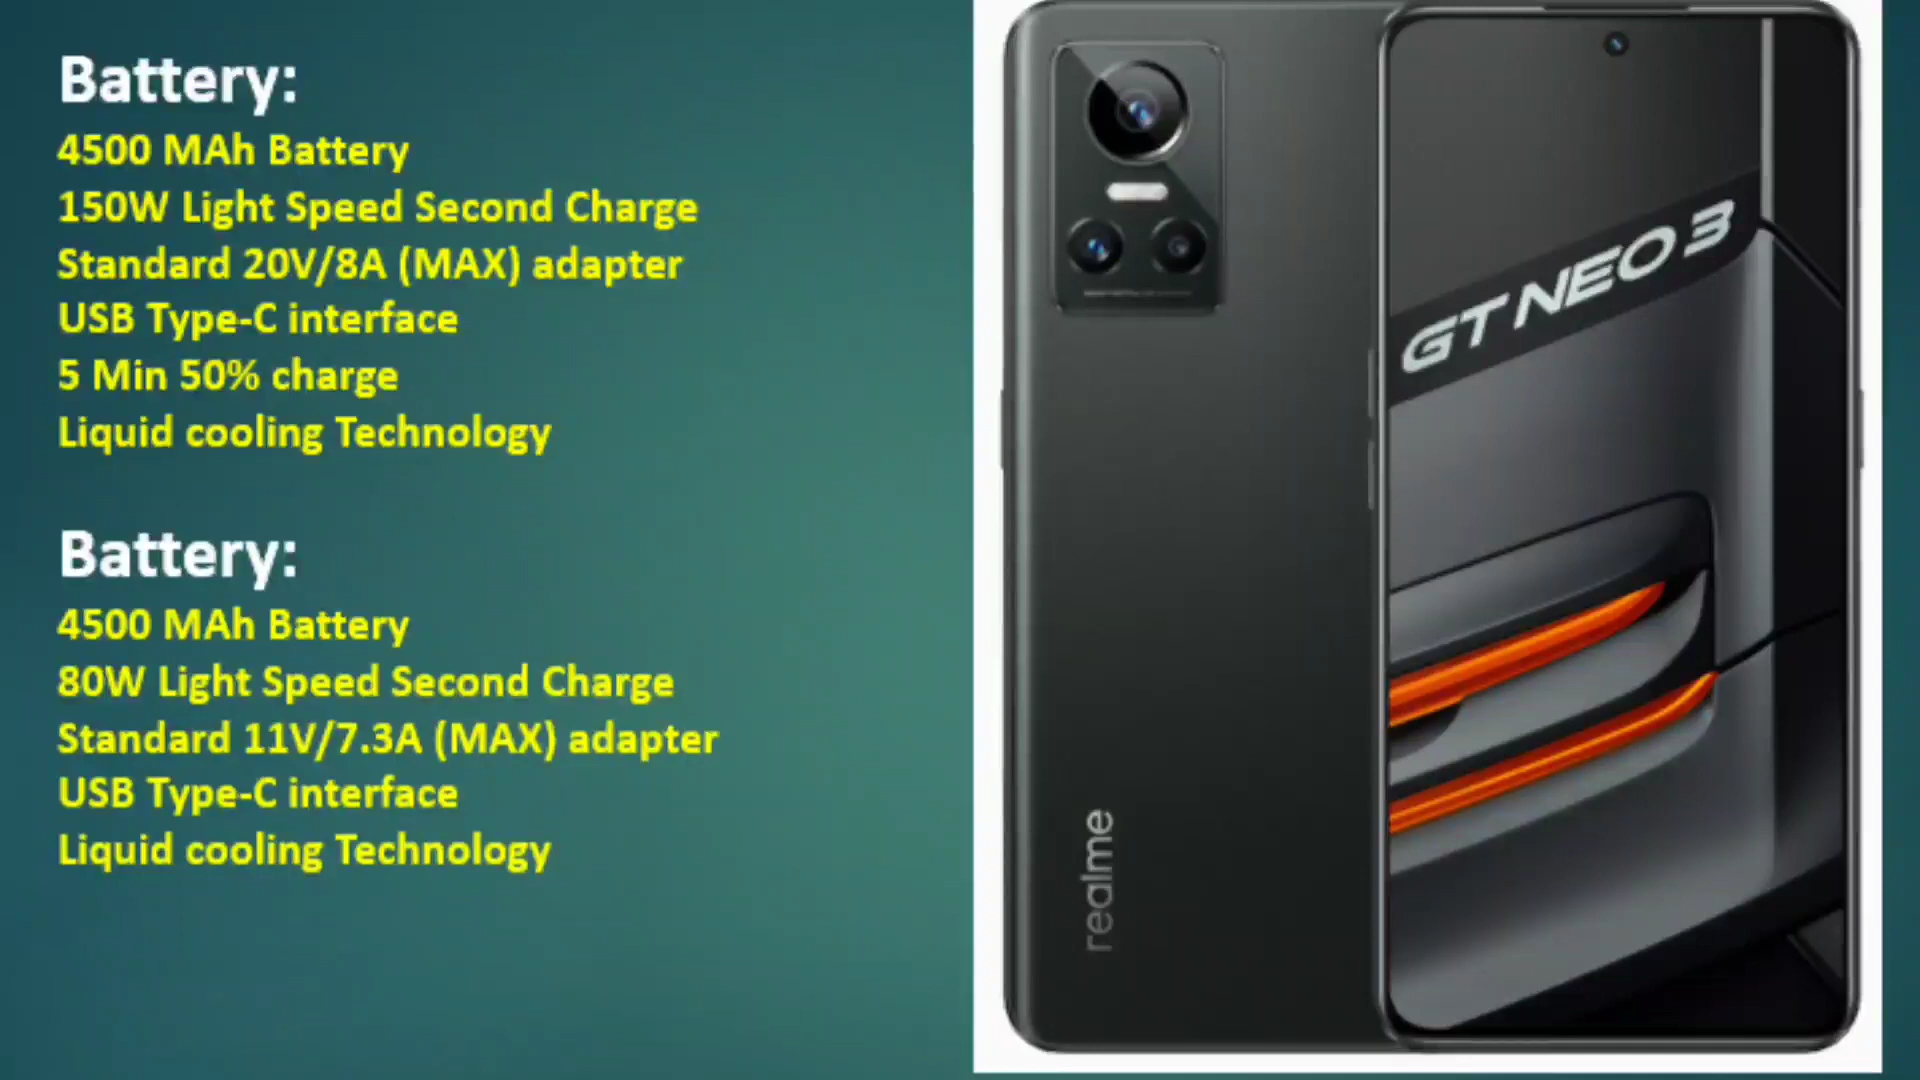 Battery:
4500 MAh Battery
150W Light Speed Second Charge
Standard 20V/8A (MAX) adapter
USB Type-C interface
5 Min 50% charge
Liquid cooling Technology
Battery:
4500 MAh Battery
80W Light Speed Second Charge
Standard 11V/7.3A (MAX) adapter
USB Type-C interface
Liquid cooling Technology
GT NEO 3
realme